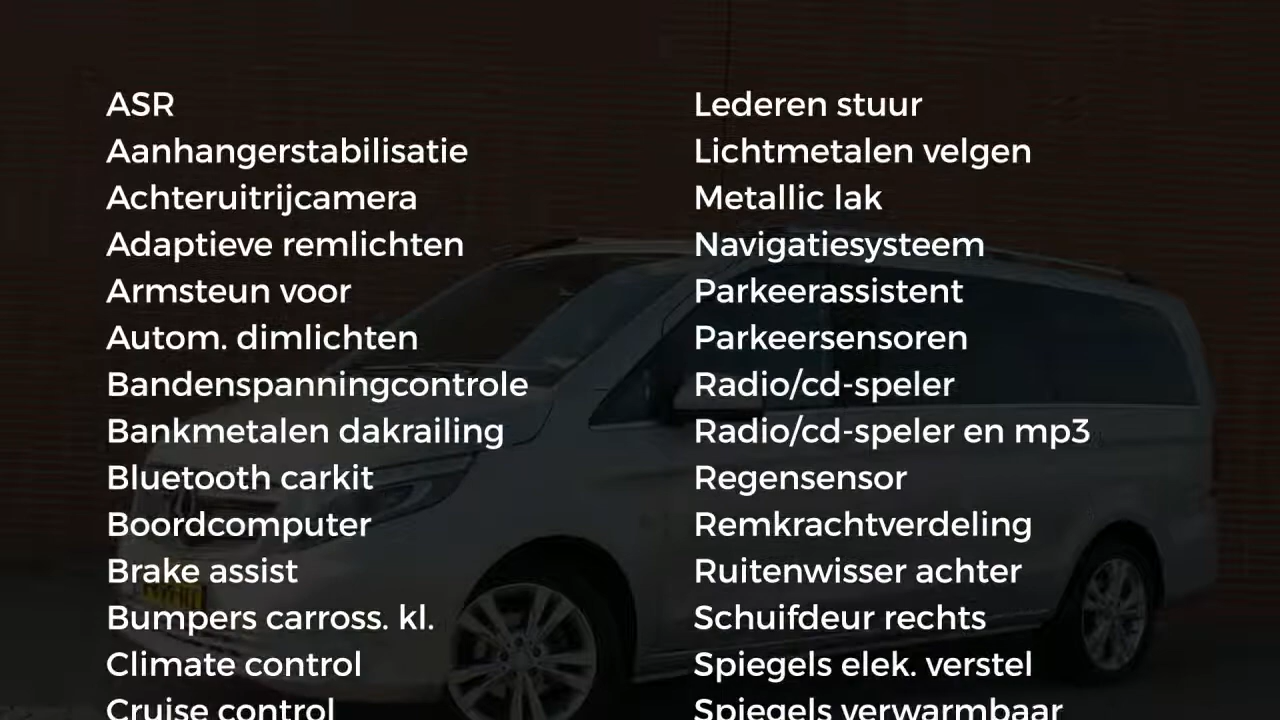 ASR
Aanhangerstabilisatie
Achteruitrijcamera
Adaptieve remlichten
Armsteun voor
Autom. dimlichten
Bandenspanningcontrole
Bankmetalen dakrailing
Bluetooth carkit
Boordcomputer
Brake assist
Bumpers carross. kl.
Climate control
Cruise control
Lederen stuur
Lichtmetalen velgen
Metallic lak
Navigatiesysteem
Parkeerassistent
Parkeersensoren
Radio/cd-speler
Radio/cd-speler en mp3
Regensensor
Remkrachtverdeling
Ruitenwisser achter
Schuifdeur rechts
Spiegels elek. verstel
Spiegels verwarmbaar